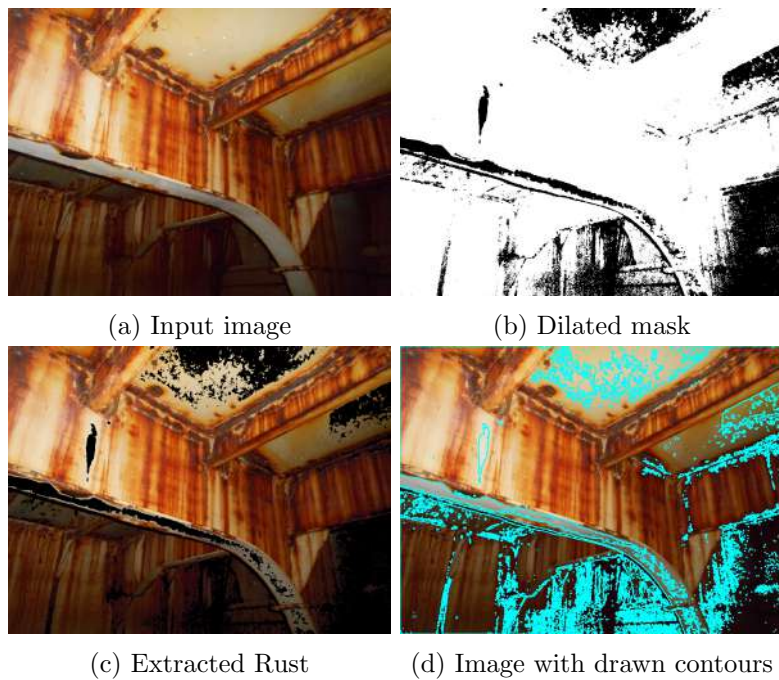 (a) Input image
(b) Dilated mask
(c) Extracted Rust
(d) Image with drawn contours